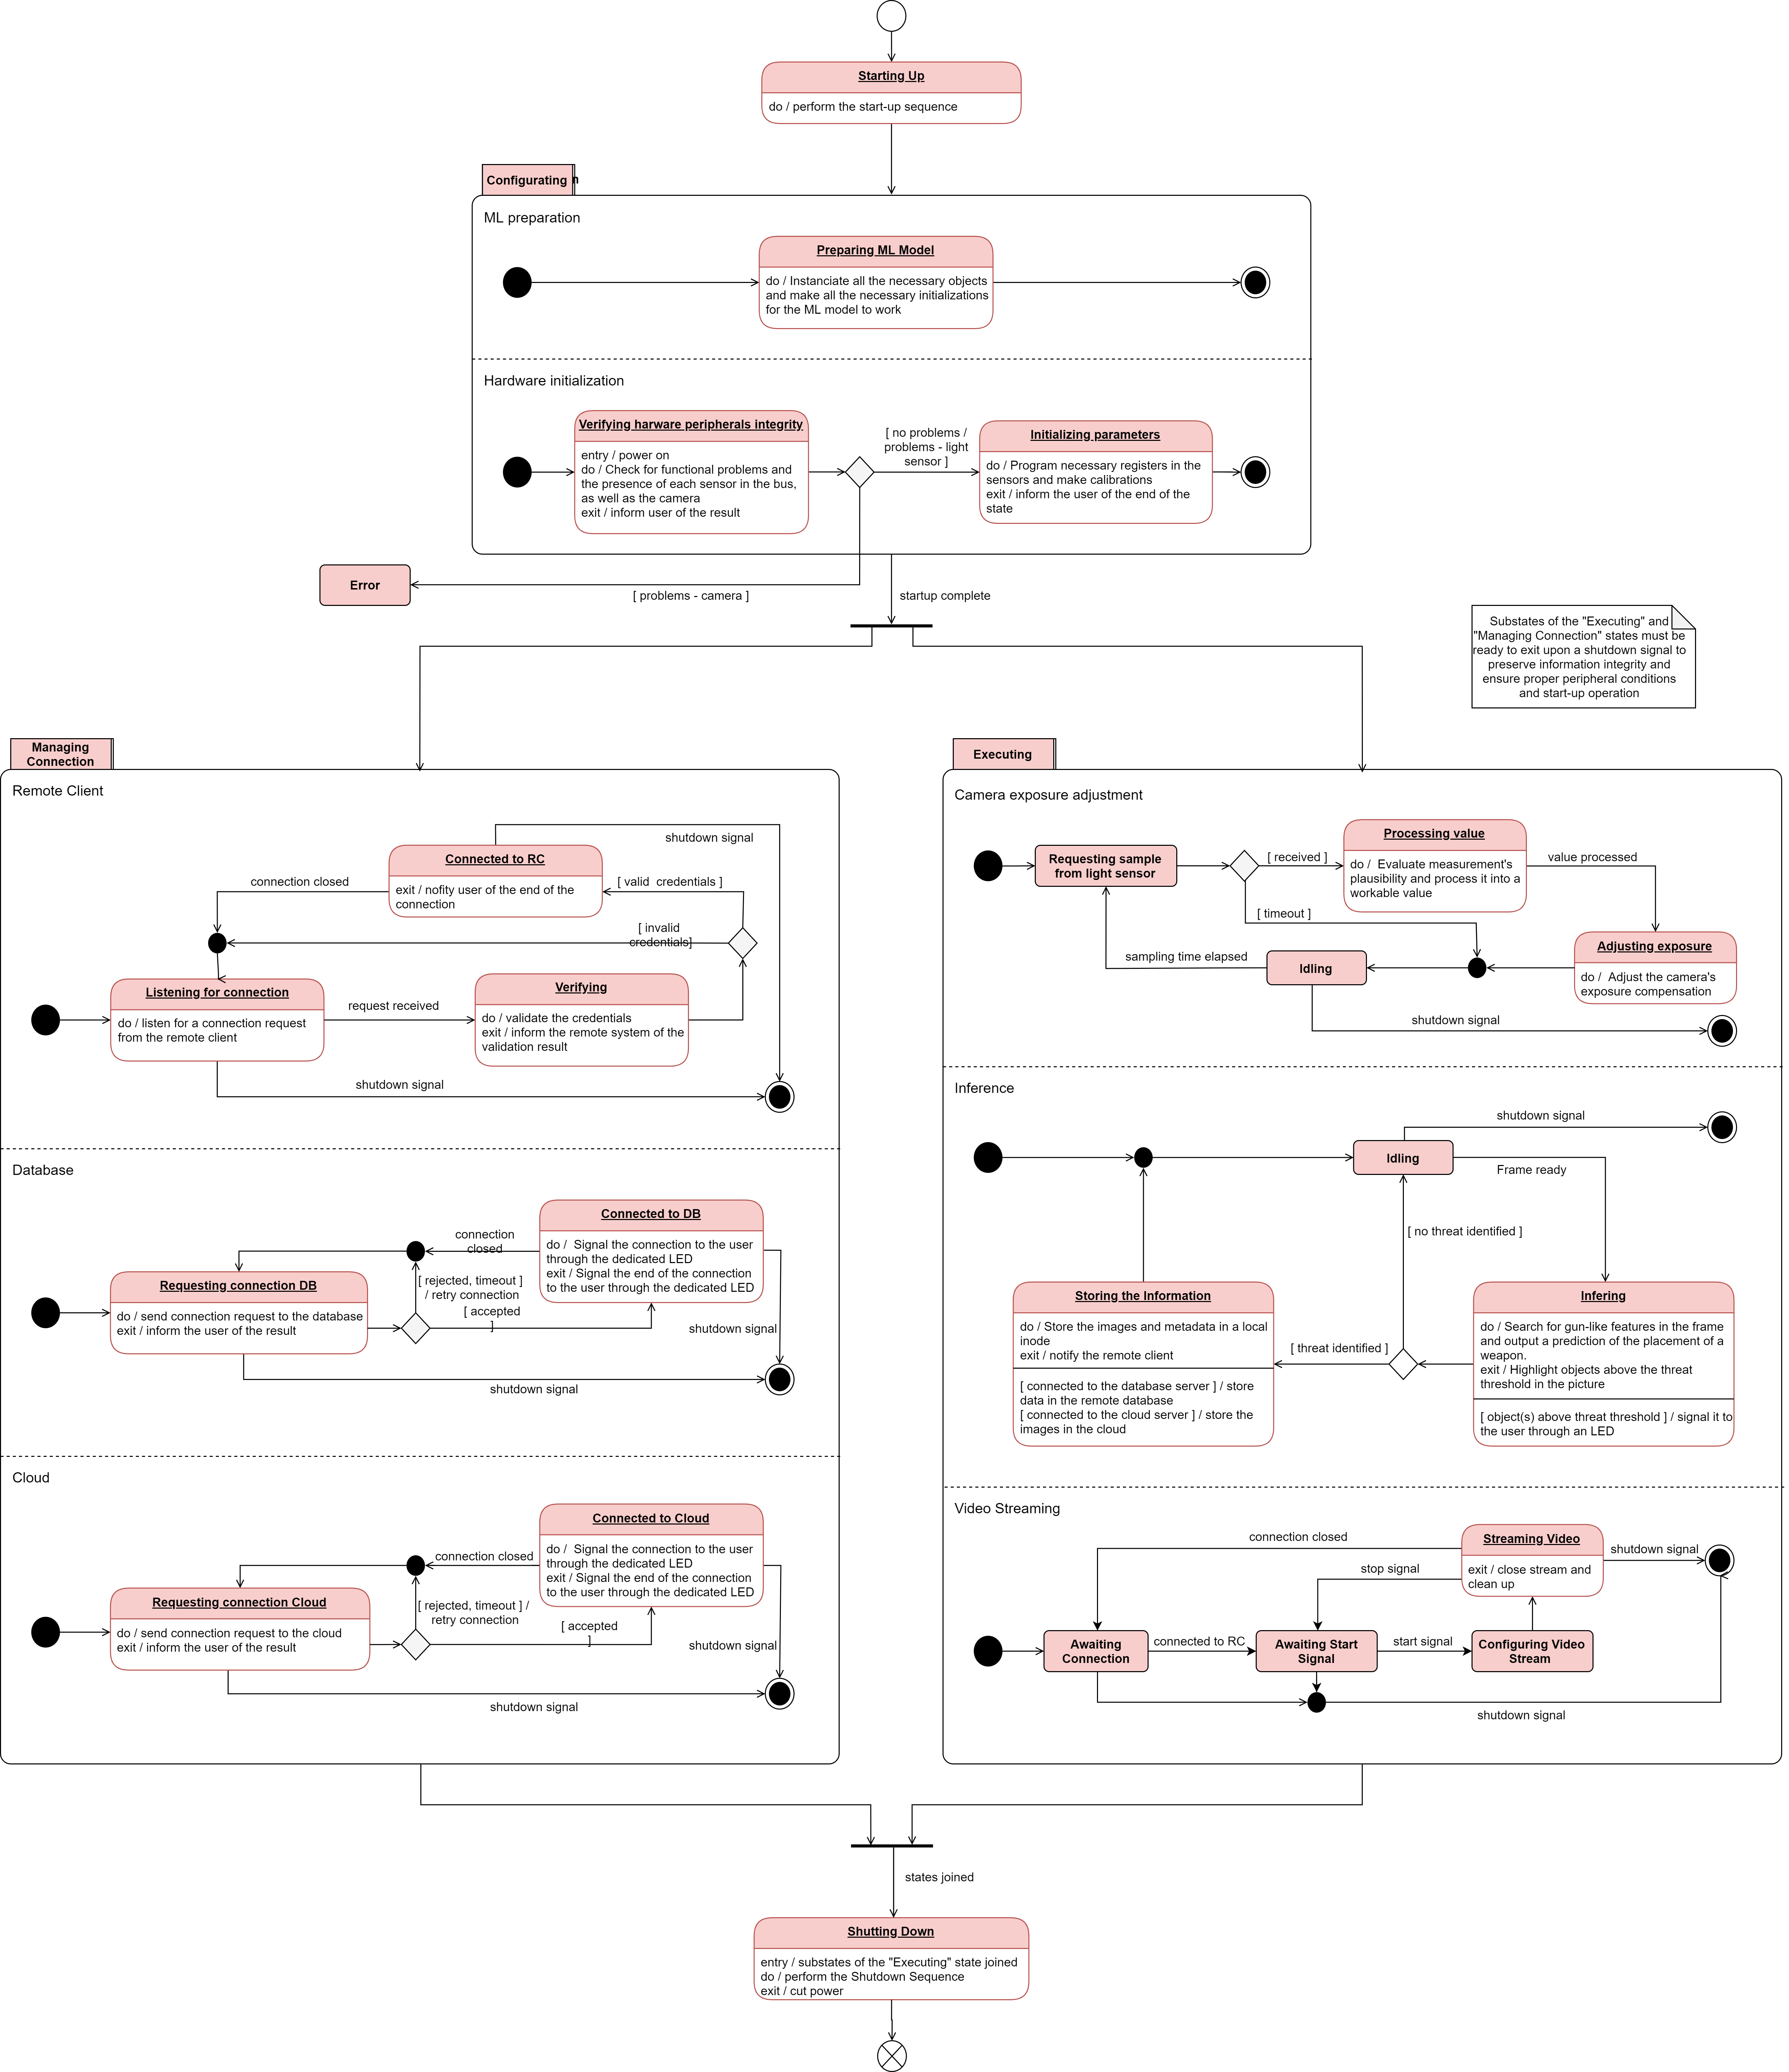 Starting Up
do / perform the start-up sequence
Configurating n
ML preparation
Preparing ML Model
do / Instanciate all the necessary objects
and make all the necessary initializations
for the ML model to work
Hardware initialization
Verifying harware peripherals integrity
entry / power on
do / Check for functional problems and
the presence of each sensor in the bus,
as well as the camera
exit / inform user of the result
[ no problems /
problems - light
sensor ]
Initializing parameters
do / Program necessary registers in the
sensors and make calibrations
exit / inform the user of the end of the
state
Error
[ problems - camera ]
startup complete
Substates of the "Executing" and
"Managing Connection" states must be
ready to exit upon a shutdown signal to
preserve information integrity and
ensure proper peripheral conditions
and start-up operation
Managing
Connection
Remote Client
shutdown signal
Connected to RC
exit / nofity user of the end of the
connection
connection closed
[ valid  credentials ]
[ invalid
credentials]
Listening for connection
do / listen for a connection request
from the remote client
request received
Verifying
do / validate the credentials
exit / inform the remote system of the
validation result
shutdown signal
Database
Connected to DB
do /  Signal the connection to the user
through the dedicated LED
exit / Signal the end of the connection
to the user through the dedicated LED
connection
closed
Requesting connection DB
do / send connection request to the database
exit / inform the user of the result
[ rejected, timeout ]
/ retry connection
[ accepted
]
shutdown signal
shutdown signal
Cloud
Connected to Cloud
do /  Signal the connection to the user
through the dedicated LED
exit / Signal the end of the connection
to the user through the dedicated LED
connection closed
Requesting connection Cloud
do / send connection request to the cloud
exit / inform the user of the result
[ rejected, timeout ] /
retry connection
[ accepted
]
shutdown signal
shutdown signal
Executing
Camera exposure adjustment
Requesting sample
from light sensor
[ received ]
Processing value
do /  Evaluate measurement's
plausibility and process it into a
workable value
value processed
[ timeout ]
Adjusting exposure
do /  Adjust the camera's
exposure compensation
Idling
sampling time elapsed
shutdown signal
Inference
shutdown signal
Idling
Frame ready
[ no threat identified ]
Storing the Information
do / Store the images and metadata in a local
inode
exit / notify the remote client
[ connected to the database server ] / store
data in the remote database
[ connected to the cloud server ] / store the
images in the cloud
[ threat identified ]
Infering
do / Search for gun-like features in the frame
and output a prediction of the placement of a
weapon.
exit / Highlight objects above the threat
threshold in the picture
[ object(s) above threat threshold ] / signal it to
the user through an LED
Video Streaming
connection closed
Streaming Video
exit / close stream and
clean up
shutdown signal
stop signal
Awaiting
Connection
connected to RC
Awaiting Start
Signal
start signal
Configuring Video
Stream
shutdown signal
states joined
Shutting Down
entry / substates of the "Executing" state joined
do / perform the Shutdown Sequence
exit / cut power